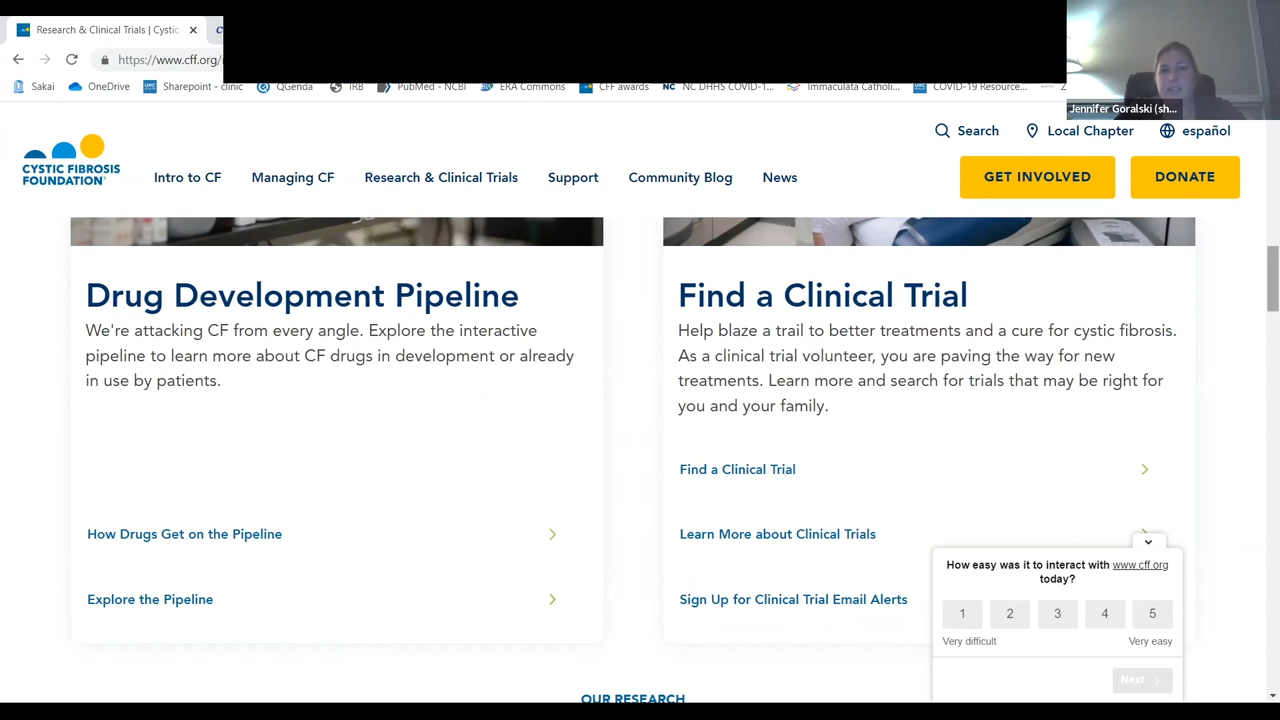 Research & Clinical Trials | Cystic
https://www.cff.org/
Sakai
OneDrive
Sharepoint - clinic
QGenda
IRB
PubMed - NCBI
ERA Commons
CFF awards
NC DHHS COVID-1...
Immaculata Catholi...
COVID-19 Resource...
Jennifer Goralski (sh...
Search
Local Chapter
español
CYSTIC FIBROSIS
FOUNDATION
Intro to CF
Managing CF
Research & Clinical Trials
Support
Community Blog
News
GET INVOLVED
DONATE
Drug Development Pipeline
We're attacking CF from every angle. Explore the interactive
pipeline to learn more about CF drugs in development or already
in use by patients.
How Drugs Get on the Pipeline
Explore the Pipeline
Find a Clinical Trial
Help blaze a trail to better treatments and a cure for cystic fibrosis.
As a clinical trial volunteer, you are paving the way for new
treatments. Learn more and search for trials that may be right for
you and your family.
Find a Clinical Trial
Learn More about Clinical Trials
Sign Up for Clinical Trial Email Alerts
How easy was it to interact with www.cff.org
today?
1 2 3 4 5
Very difficult
Very easy
Next
OUR RESEARCH